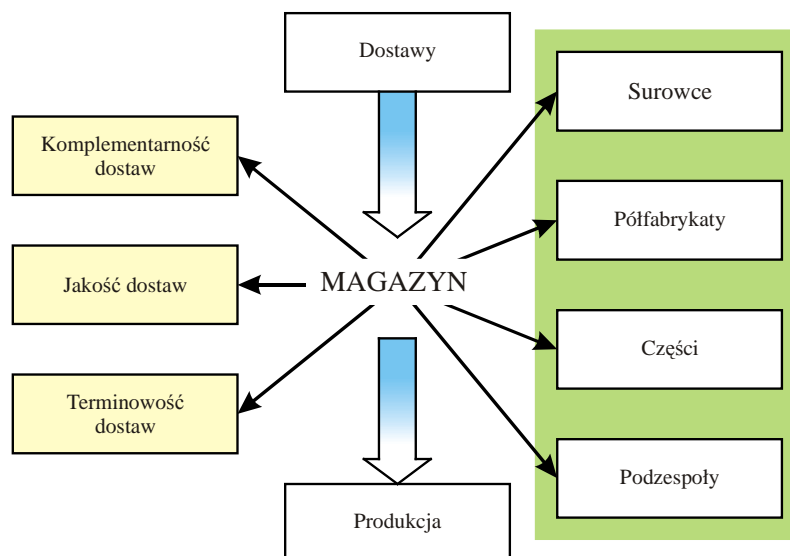 Dostawy
Surowce
Komplementarność
dostaw
Półfabrykaty
Jakość dostaw
MAGAZYN
Części
Terminowość
dostaw
Podzespoły
Produkcja